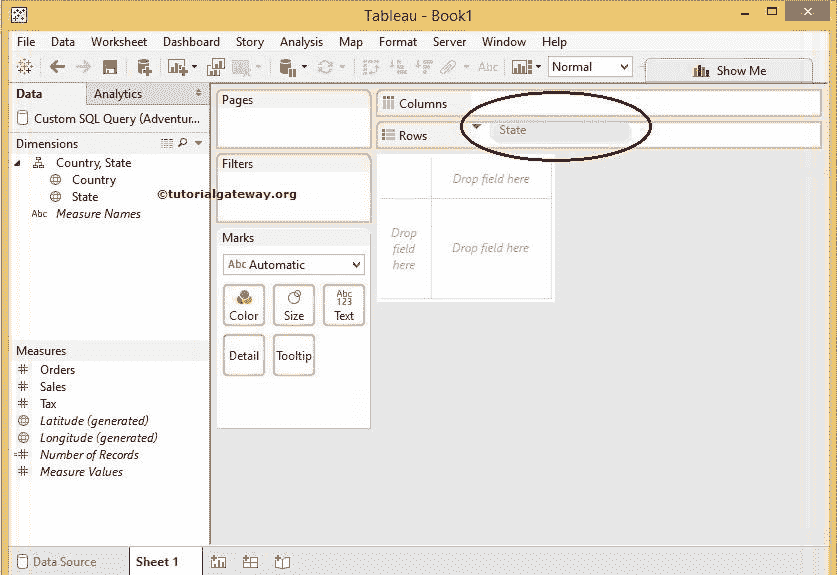 Tableau - Book1
File Data Worksheet Dashboard Story Analysis Map Format Server Window Help
Abc Normal Show Me
Data Analytics
Custom SQL Query (Adventur...
Dimensions
Country, State
Country
State
Abc Measure Names
Measures
# Orders
# Sales
# Tax
Latitude (generated)
Longitude (generated)
=# Number of Records
# Measure Values
Pages
Filters
©tutorialgateway.org
Marks
Abc Automatic
Color Size Abc 123 Text
Detail Tooltip
Columns
Rows State
Drop field here
Drop
field
here
Drop field here
Data Source Sheet 1